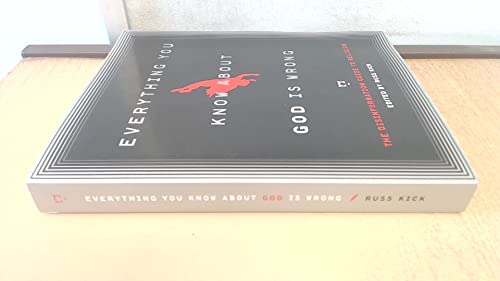 EVERYTHING YOU
KNOW ABOUT
GOD IS WRONG
THE DISINFORMATION GUIDE TO RELIGION
EDITED BY RUSS KICK
EVERYTHING YOU KNOW ABOUT GOD IS WRONG RUSS KICK